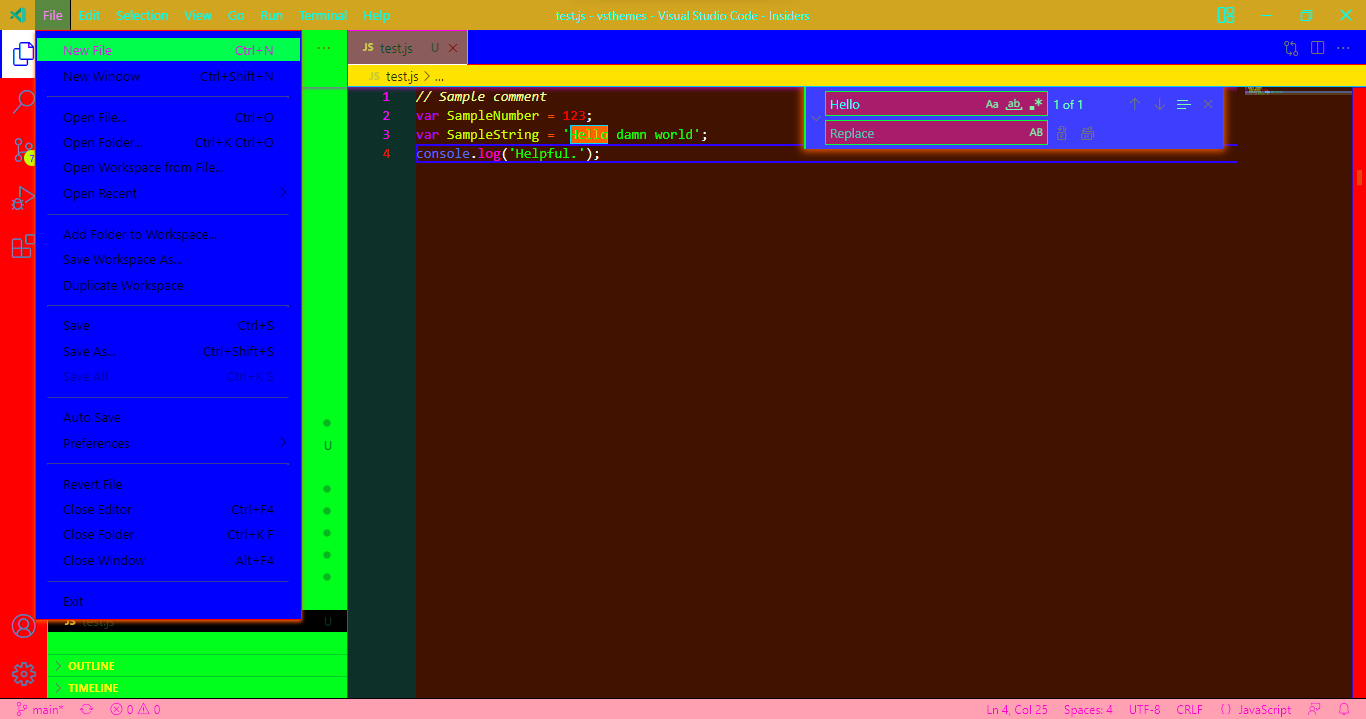 File Edit Selection View Go Run Terminal Help test.js - vsthemes - Visual Studio Code - Insiders
New File Ctrl+N
New Window Ctrl+Shift+N
Open File... Ctrl+O
Open Folder... Ctrl+K Ctrl+O
Open Workspace from File...
Open Recent
Add Folder to Workspace...
Save Workspace As...
Duplicate Workspace
Save Ctrl+S
Save As... Ctrl+Shift+S
Save All Ctrl+K S
Auto Save
Preferences
Revert File
Close Editor Ctrl+F4
Close Folder Ctrl+K F
Close Window Alt+F4
Exit
7
U
JS test.js U
OUTLINE
TIMELINE
JS test.js U
JS test.js > ...
1 // Sample comment
2 var SampleNumber = 123;
3 var SampleString = 'Hello damn world';
4 console.log('Helpful.');
Hello Aa ab .* 1 of 1
Replace AB
main* 0 0 Ln 4, Col 25 Spaces: 4 UTF-8 CRLF {} JavaScript